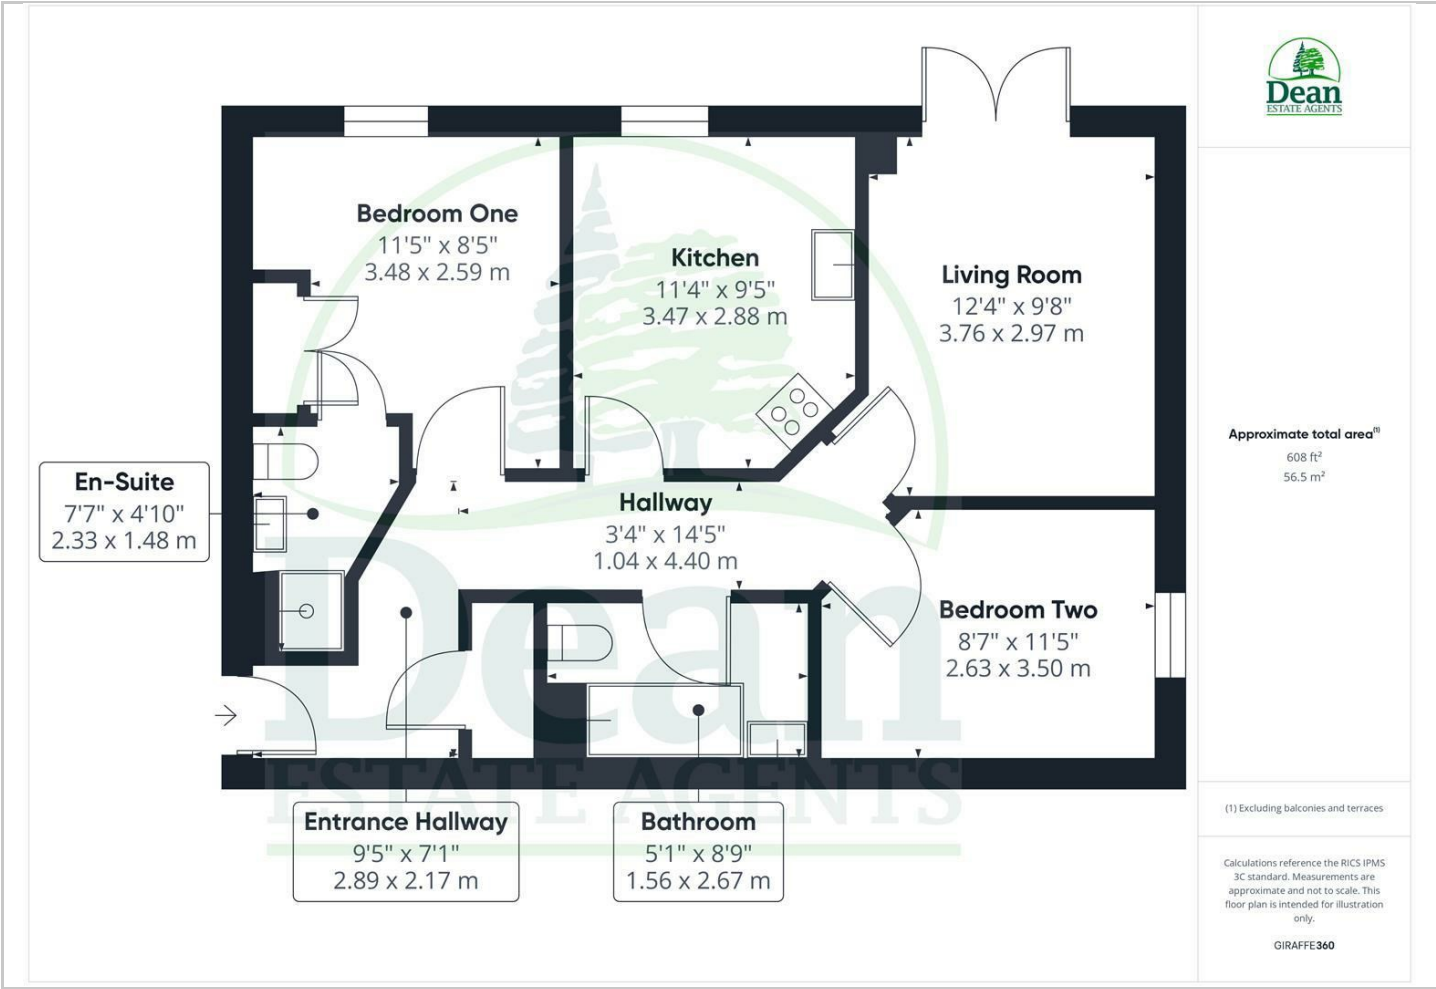 Dean
ESTATE AGENTS
Bedroom One
11'5" x 8'5"
3.48 x 2.59 m
Kitchen
11'4" x 9'5"
3.47 x 2.88 m
Living Room
12'4" x 9'8"
3.76 x 2.97 m
Approximate total area(1)
608 ft²
56.5 m²
En-Suite
7'7" x 4'10"
2.33 x 1.48 m
Hallway
3'4" x 14'5"
1.04 x 4.40 m
Bedroom Two
8'7" x 11'5"
2.63 x 3.50 m
Dean
ESTATE AGENTS
Entrance Hallway
9'5" x 7'1"
2.89 x 2.17 m
Bathroom
5'1" x 8'9"
1.56 x 2.67 m
(1) Excluding balconies and terraces
Calculations reference the RICS IPMS
3C standard. Measurements are
approximate and not to scale. This
floor plan is intended for illustration
only.
GIRAFFE360